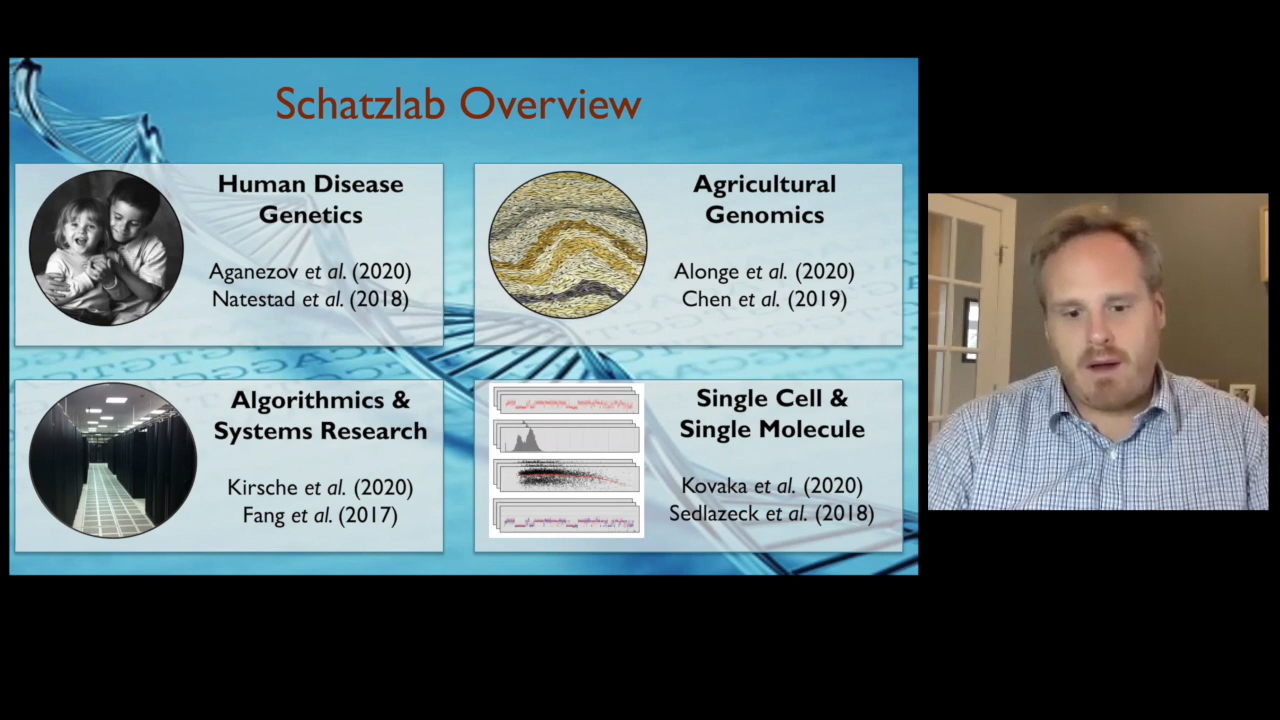 Schatzlab Overview
Human Disease
Genetics
Aganezov et al. (2020)
Natestad et al. (2018)
Agricultural
Genomics
Alonge et al. (2020)
Chen et al. (2019)
Algorithmics &
Systems Research
Kirsche et al. (2020)
Fang et al. (2017)
Single Cell &
Single Molecule
Kovaka et al. (2020)
Sedlazeck et al. (2018)